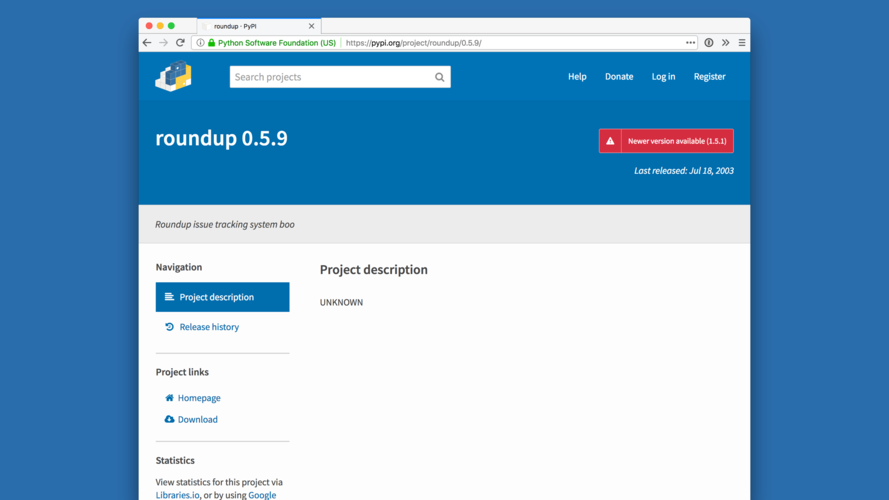 roundup · PyPI
Python Software Foundation (US)
https://pypi.org/project/roundup/0.5.9/
Search projects
Help
Donate
Log in
Register
roundup 0.5.9
Newer version available (1.5.1)
Last released: Jul 18, 2003
Roundup issue tracking system boo
Navigation
Project description
Release history
Project links
Homepage
Download
Statistics
View statistics for this project via
Libraries.io, or by using Google
Project description
UNKNOWN